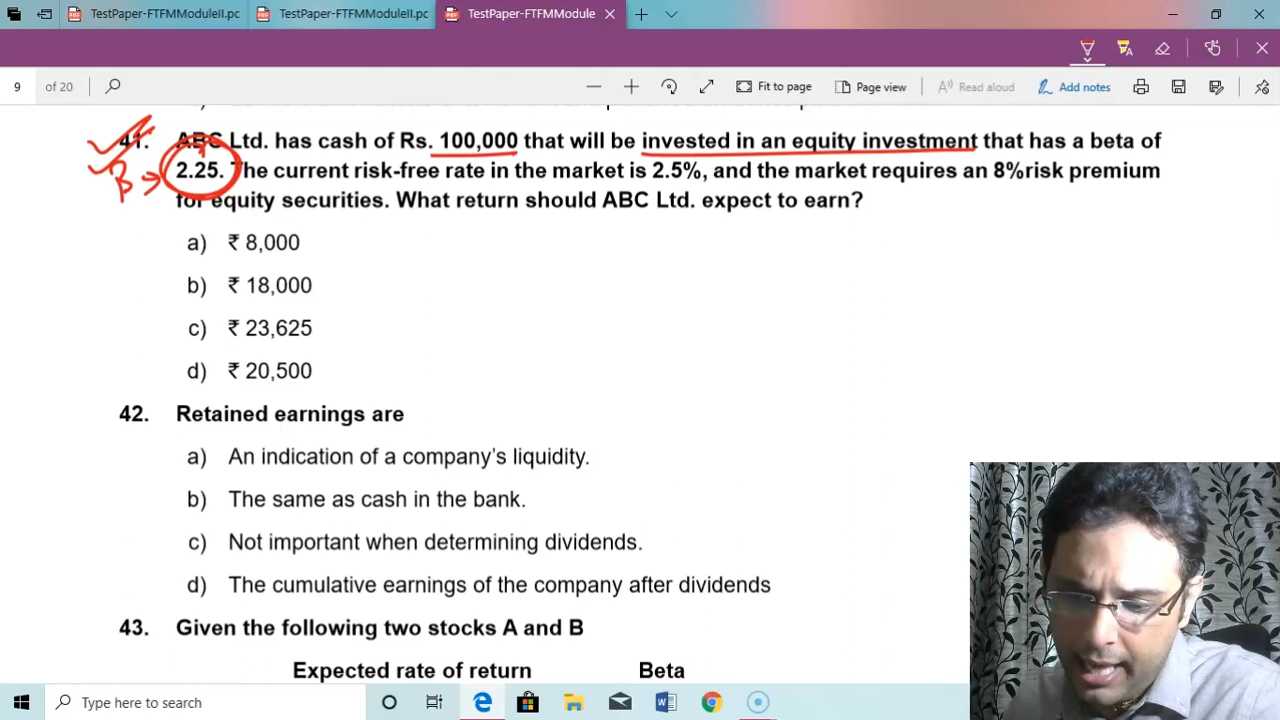 TestPaper-FTFMModuleII.pc
TestPaper-FTFMModuleII.pc
TestPaper-FTFMModule
9 of 20
Fit to page
Page view
Read aloud
Add notes
41. ABC Ltd. has cash of Rs. 100,000 that will be invested in an equity investment that has a beta of
2.25. The current risk-free rate in the market is 2.5%, and the market requires an 8%risk premium
for equity securities. What return should ABC Ltd. expect to earn?
a) ₹ 8,000
b) ₹ 18,000
c) ₹ 23,625
d) ₹ 20,500
42. Retained earnings are
a) An indication of a company's liquidity.
b) The same as cash in the bank.
c) Not important when determining dividends.
d) The cumulative earnings of the company after dividends
43. Given the following two stocks A and B
Expected rate of return Beta
Type here to search